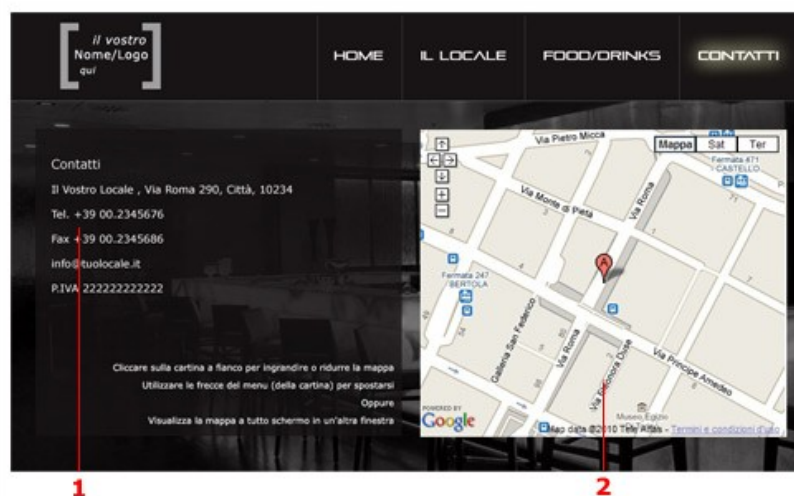 il vostro
Nome/Logo
qui
HOME
IL LOCALE
FOOD/DRINKS
CONTATTI
Contatti
Il Vostro Locale , Via Roma 290, Città, 10234
Tel. +39 00.2345676
Fax +39 00.2345686
info@tuolocale.it
P.IVA 222222222222
Cliccare sulla cartina a fianco per ingrandire o ridurre la mappa
Utilizzare le frecce del menu (della cartina) per spostarsi
Oppure
Visualizza la mappa a tutto schermo in un'altra finestra
Via Pietro Micca
Mappa
Sat
Ter
Fermata 471
- CASTELLO
Via Monte di Pietà
Via Roma
71
A
Fermata 247
- BERTOLA
Galleria San Federico
Via Roma
Via Eleonora Duse
Via Principe Amedeo
Museo Egizio
POWERED BY
Google
Map data ©2010 Tele Atlas - Termini e condizioni d'uso
1
2